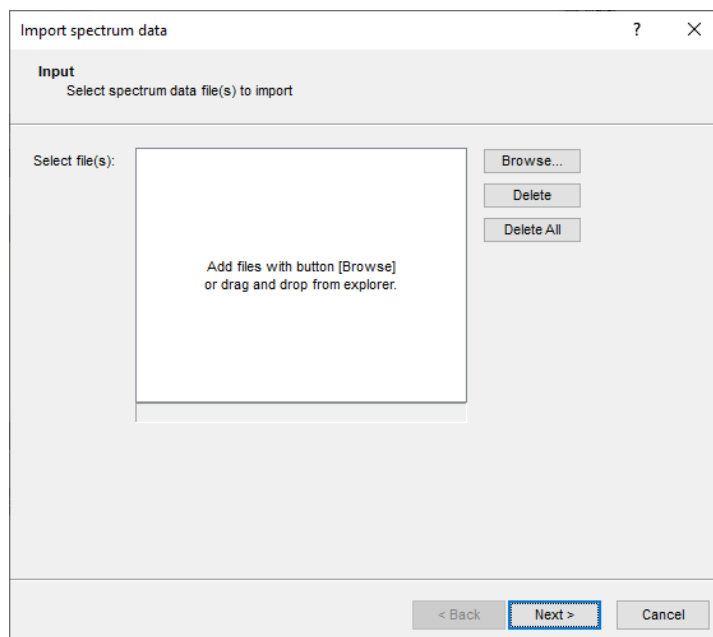 Import spectrum data
?
Input
Select spectrum data file(s) to import
Select file(s):
Browse...
Delete
Delete All
Add files with button [Browse]
or drag and drop from explorer.
< Back
Next >
Cancel